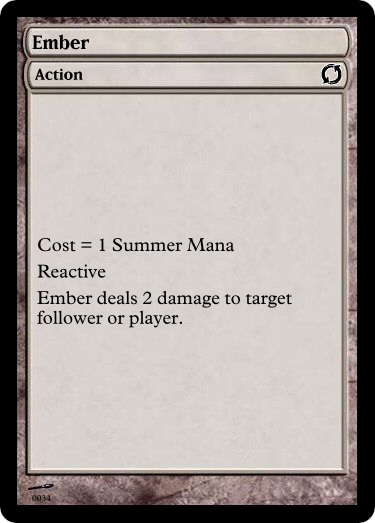 Ember
Action
Cost = 1 Summer Mana
Reactive
Ember deals 2 damage to target
follower or player.
0034